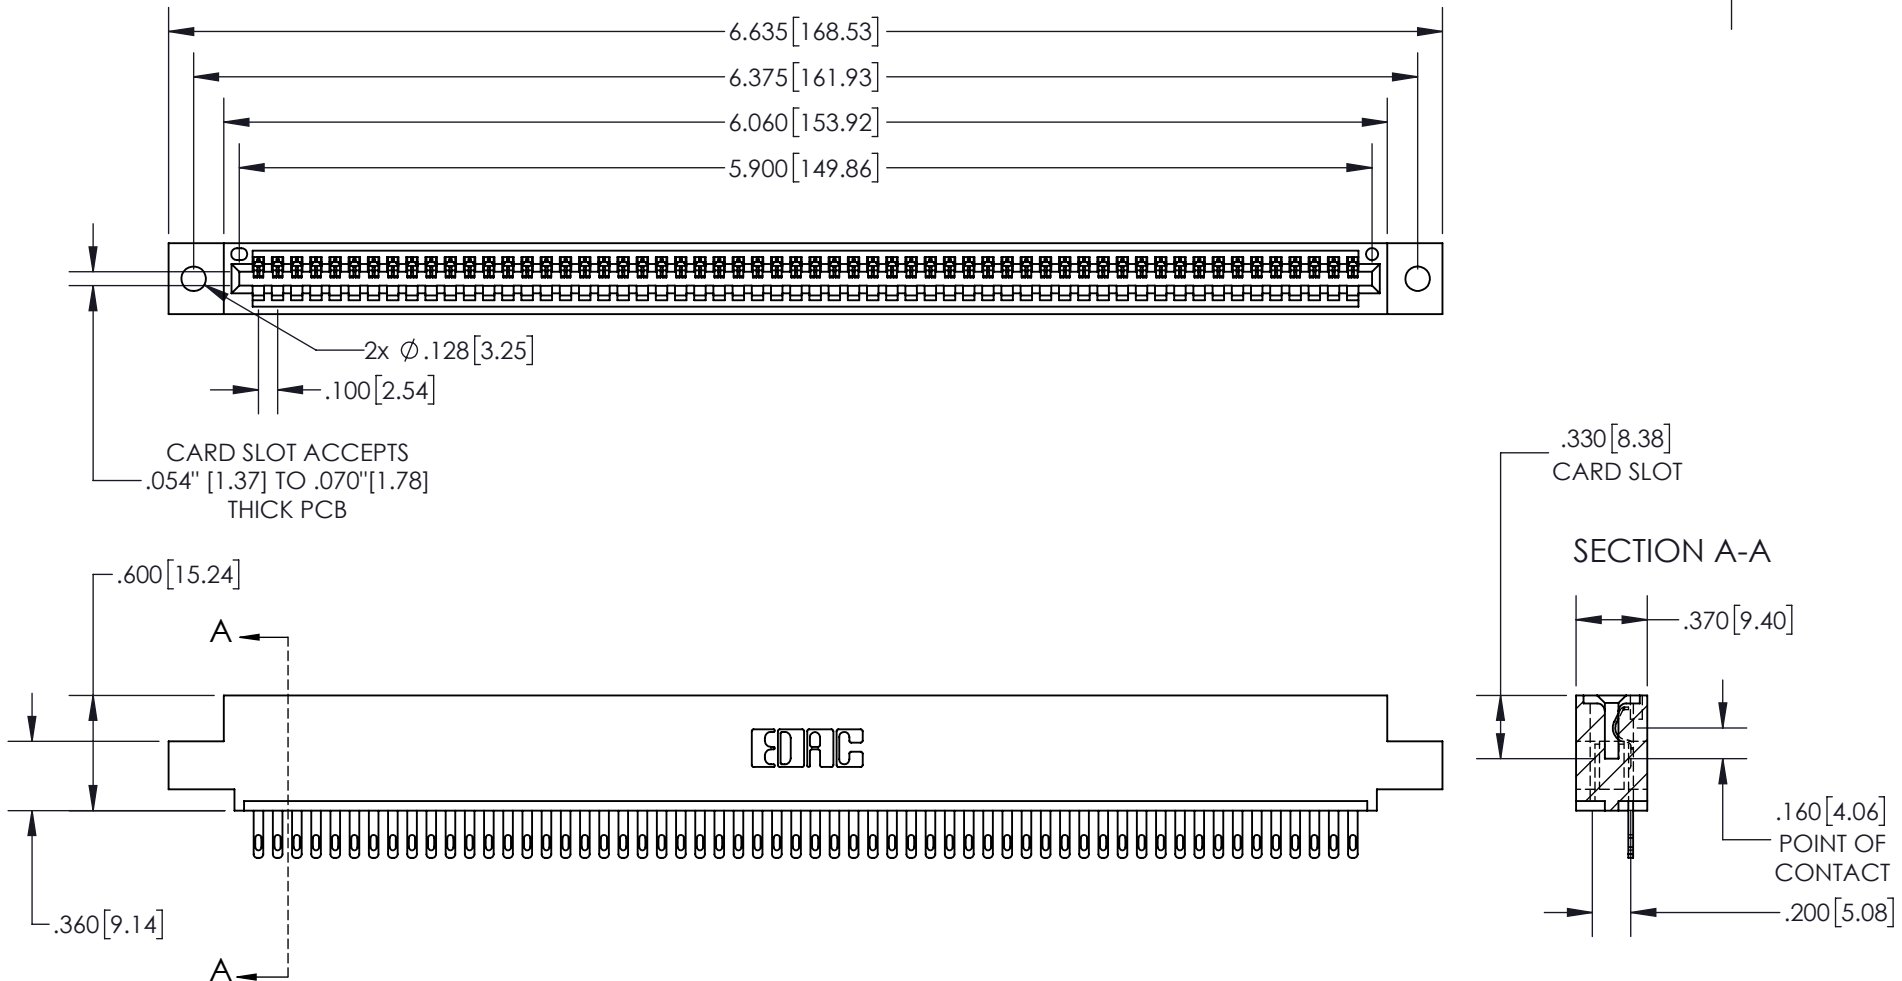 6.635[168.53]
6.375[161.93]
6.060[153.92]
5.900[149.86]
2x Ø.128[3.25]
.100[2.54]
CARD SLOT ACCEPTS
.054" [1.37] TO .070"[1.78]
THICK PCB
.330[8.38]
CARD SLOT
SECTION A-A
.600[15.24]
.370[9.40]
A
EDAC
.160[4.06]
POINT OF
CONTACT
.360[9.14]
.200[5.08]
A